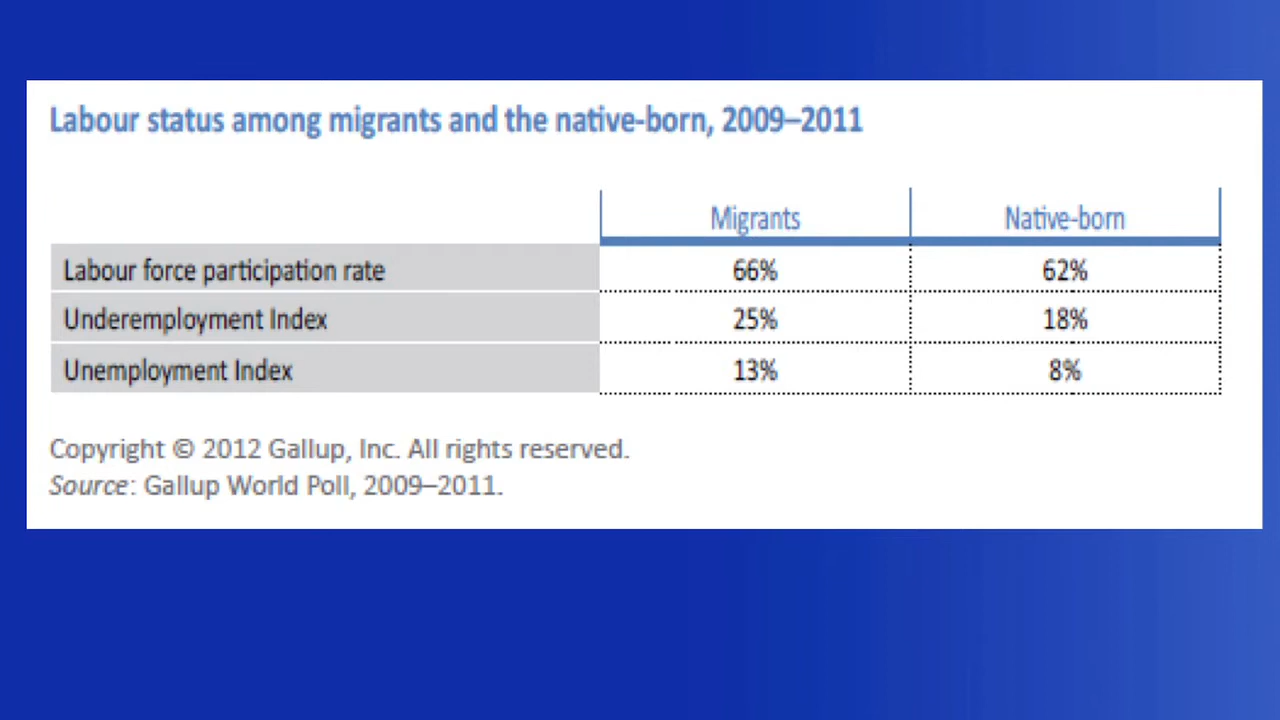 Labour status among migrants and the native-born, 2009–2011
Migrants Native-born
Labour force participation rate 66% 62%
Underemployment Index 25% 18%
Unemployment Index 13% 8%
Copyright © 2012 Gallup, Inc. All rights reserved.
Source: Gallup World Poll, 2009–2011.